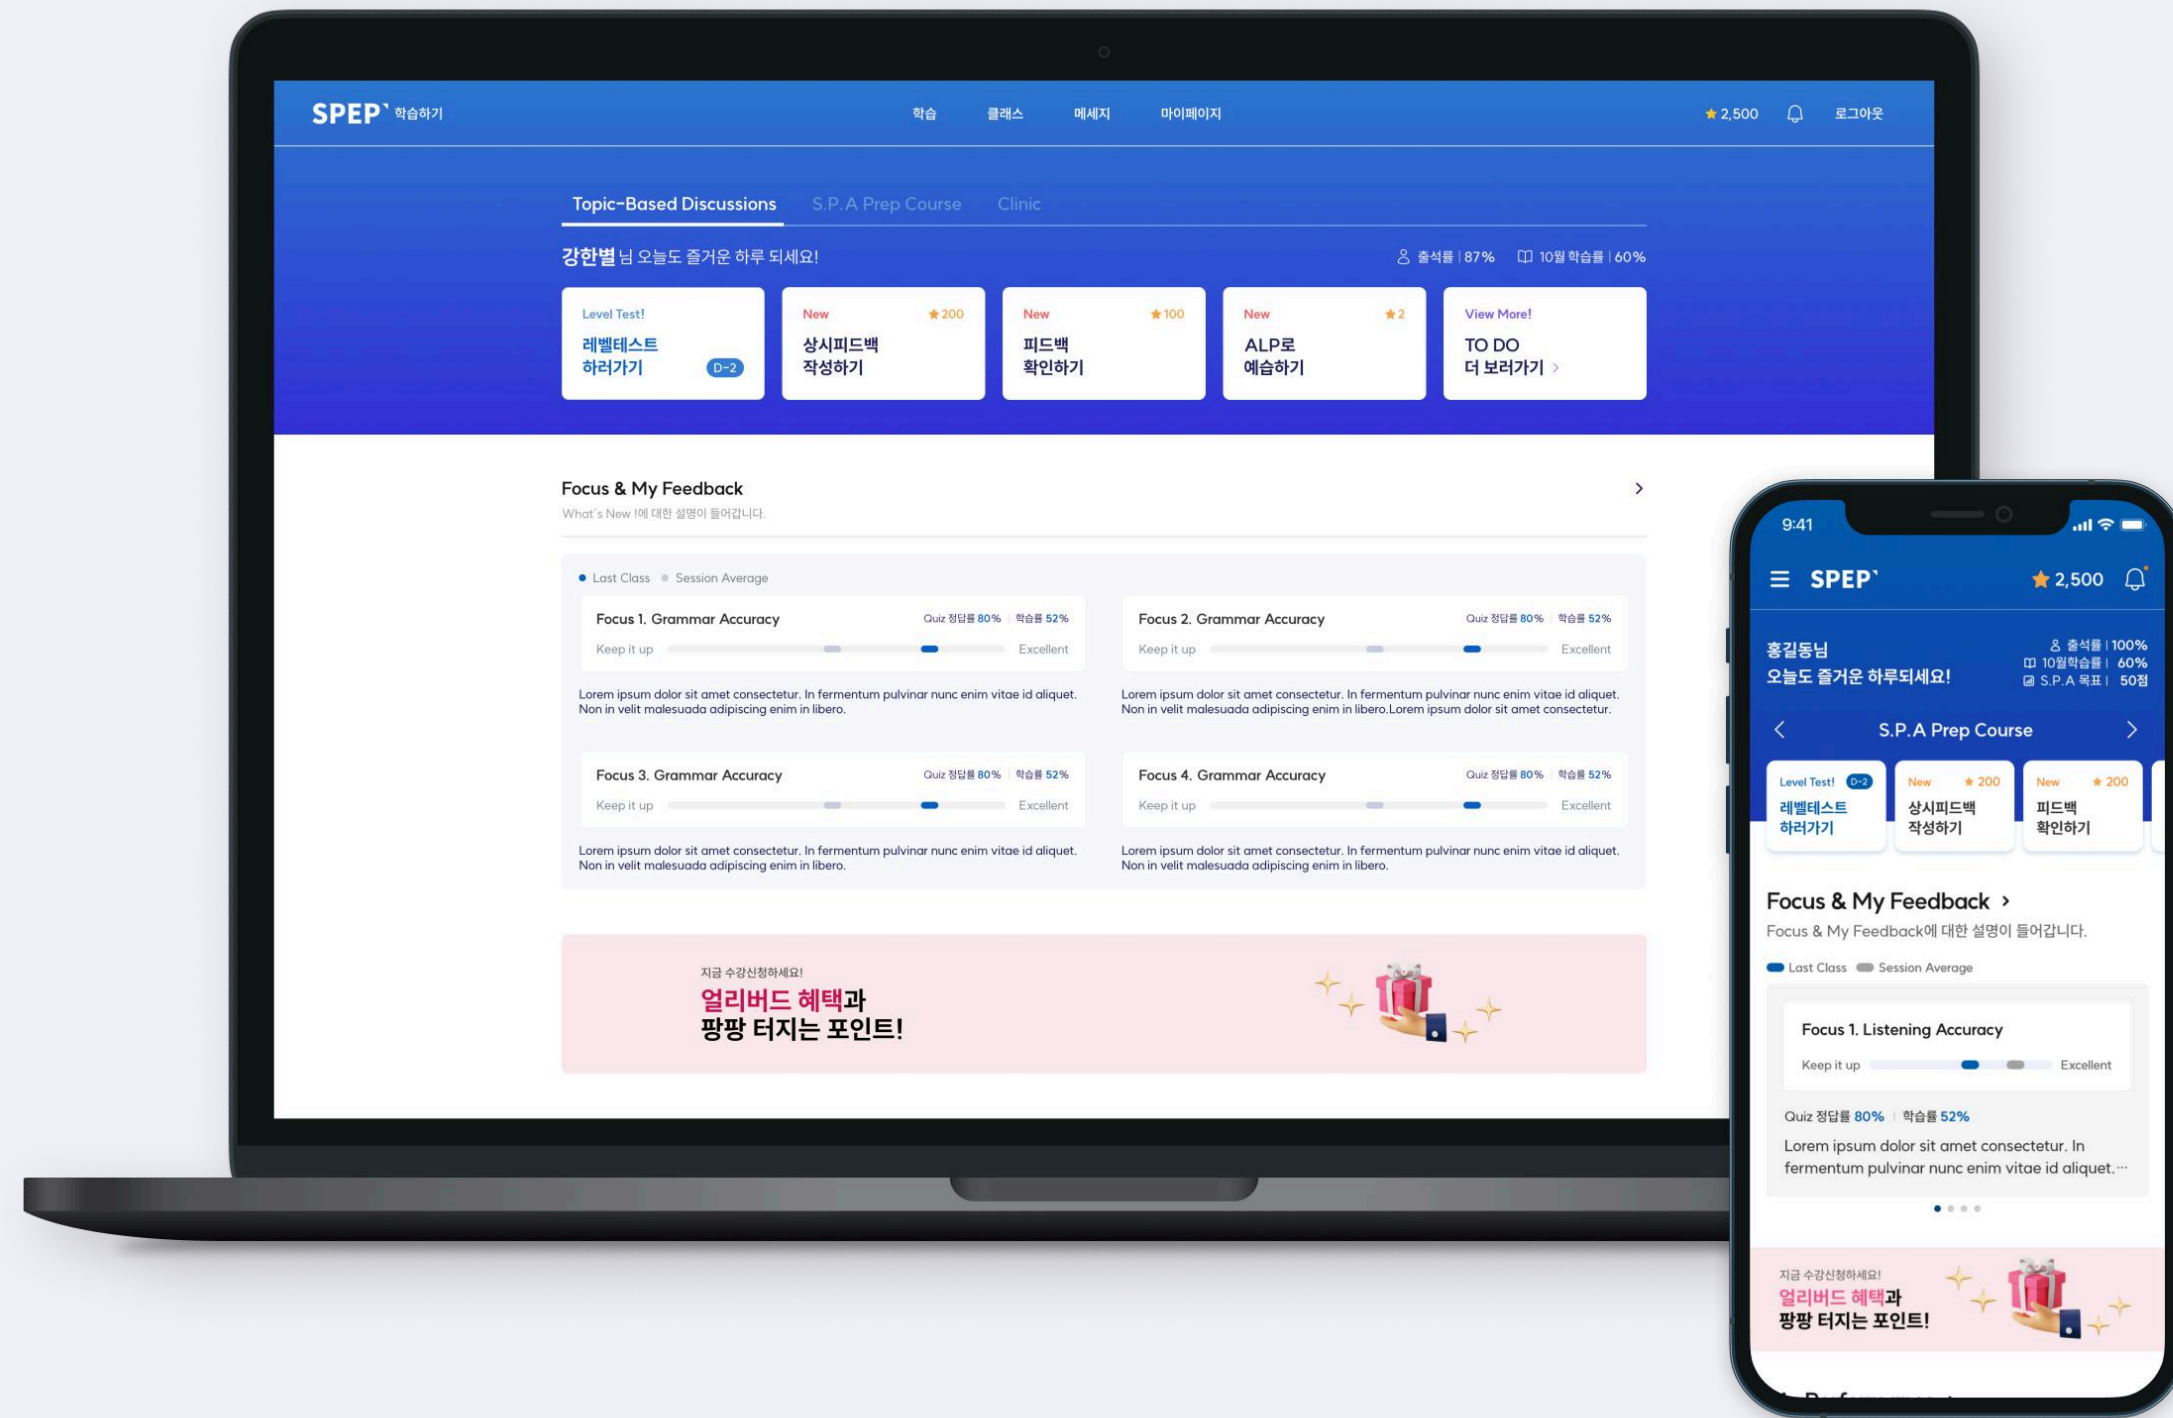 SPEP 학습하기
학습 클래스 메세지 마이페이지
2,500 로그아웃
Topic-Based Discussions S.P.A Prep Course Clinic
강한별님 오늘도 즐거운 하루 되세요!
출석률 | 87% 10월 학습률 | 60%
Level Test!
레벨테스트
하러가기
D-2
New 200
상시피드백
작성하기
New 100
피드백
확인하기
New 2
ALP로
예습하기
View More!
TO DO
더 보러가기 >
Focus & My Feedback >
What's New !에 대한 설명이 들어갑니다.
Last Class Session Average
Focus 1. Grammar Accuracy Quiz 정답률 80% 학습률 52%
Keep it up Excellent
Lorem ipsum dolor sit amet consectetur. In fermentum pulvinar nunc enim vitae id aliquet.
Non in velit malesuada adipiscing enim in libero.
Focus 2. Grammar Accuracy Quiz 정답률 80% 학습률 52%
Keep it up Excellent
Lorem ipsum dolor sit amet consectetur. In fermentum pulvinar nunc enim vitae id aliquet.
Non in velit malesuada adipiscing enim in libero.Lorem ipsum dolor sit amet consectetur.
Focus 3. Grammar Accuracy Quiz 정답률 80% 학습률 52%
Keep it up Excellent
Lorem ipsum dolor sit amet consectetur. In fermentum pulvinar nunc enim vitae id aliquet.
Non in velit malesuada adipiscing enim in libero.
Focus 4. Grammar Accuracy Quiz 정답률 80% 학습률 52%
Keep it up Excellent
Lorem ipsum dolor sit amet consectetur. In fermentum pulvinar nunc enim vitae id aliquet.
Non in velit malesuada adipiscing enim in libero.
지금 수강신청하세요!
얼리버드 혜택과
팡팡 터지는 포인트!
9:41
SPEP 2,500
홍길동님
오늘도 즐거운 하루되세요!
출석률 | 100%
10월학습률 | 60%
S.P.A 목표 | 50점
< S.P.A Prep Course >
Level Test! D-2
레벨테스트
하러가기
New 200
상시피드백
작성하기
New 200
피드백
확인하기
Focus & My Feedback >
Focus & My Feedback에 대한 설명이 들어갑니다.
Last Class Session Average
Focus 1. Listening Accuracy
Keep it up Excellent
Quiz 정답률 80% 학습률 52%
Lorem ipsum dolor sit amet consectetur. In
fermentum pulvinar nunc enim vitae id aliquet.…
지금 수강신청하세요!
얼리버드 혜택과
팡팡 터지는 포인트!